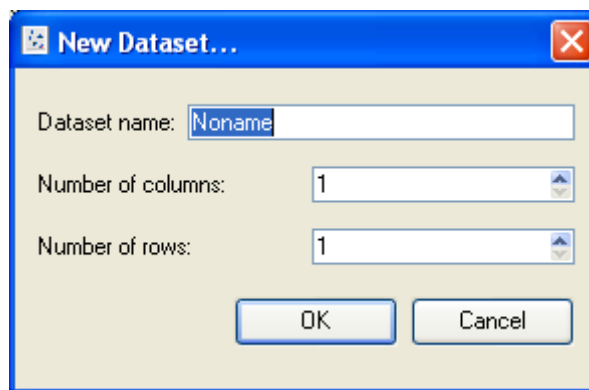 New Dataset...
Dataset name: Noname
Number of columns: 1
Number of rows: 1
OK Cancel